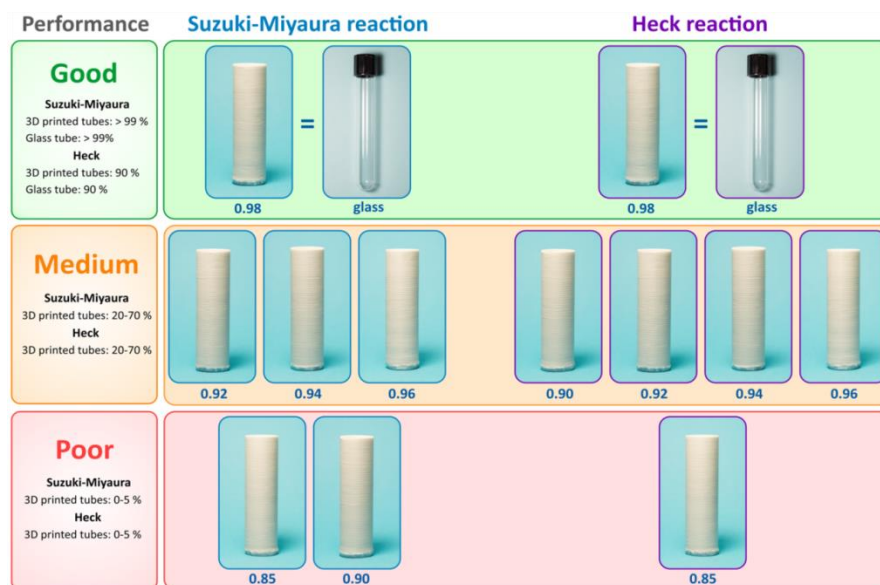 Performance
Suzuki-Miyaura reaction
Heck reaction
Good
Suzuki-Miyaura
3D printed tubes: > 99 %
Glass tube: > 99%
Heck
3D printed tubes: 90 %
Glass tube: 90 %
=
=
0.98
glass
0.98
glass
Medium
Suzuki-Miyaura
3D printed tubes: 20-70 %
Heck
3D printed tubes: 20-70 %
0.92
0.94
0.96
0.90
0.92
0.94
0.96
Poor
Suzuki-Miyaura
3D printed tubes: 0-5 %
Heck
3D printed tubes: 0-5 %
0.85
0.90
0.85